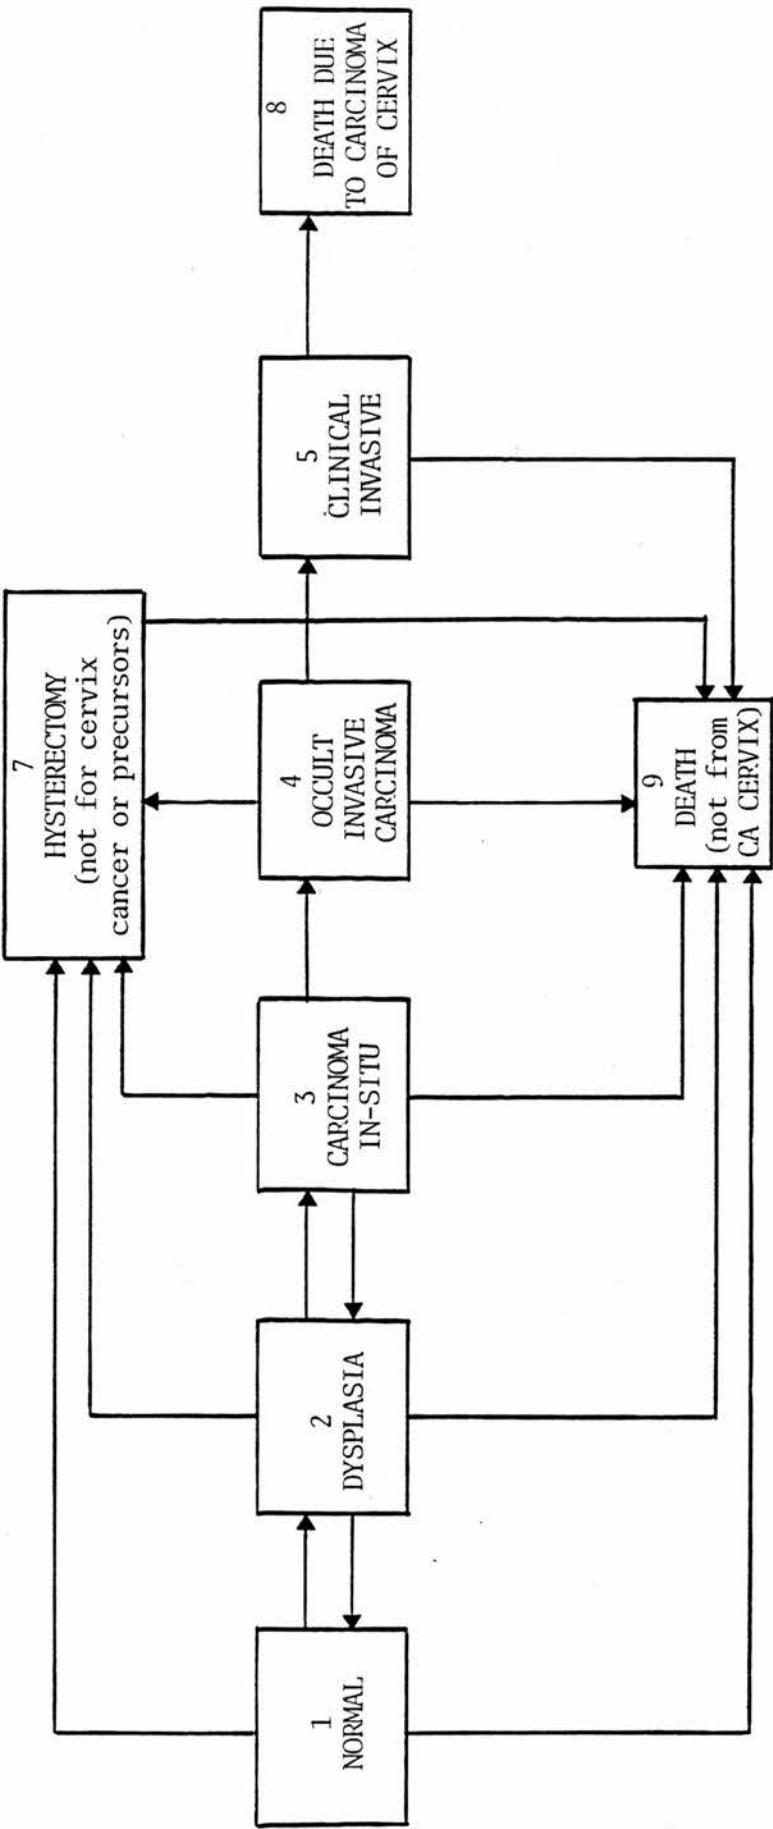 1
NORMAL
2
DYSPLASIA
3
CARCINOMA
IN-SITU
4
OCCULT
INVASIVE
CARCINOMA
5
CLINICAL
INVASIVE
7
HYSTERECTOMY
(not for cervix
cancer or precursors)
8
DEATH DUE
TO CARCINOMA
OF CERVIX
9
DEATH
(not from
CA CERVIX)